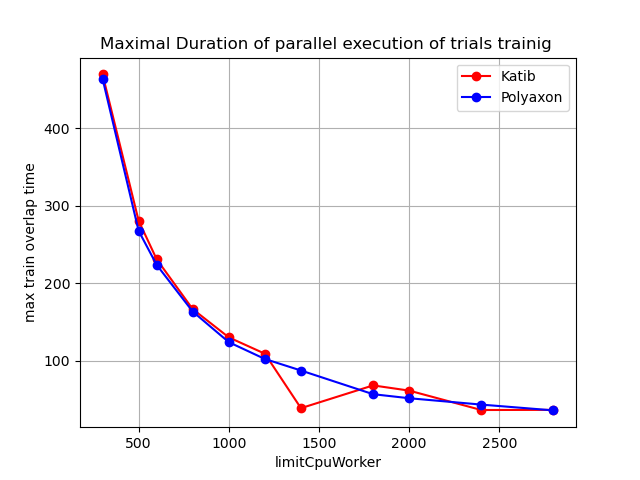 Maximal Duration of parallel execution of trials trainig
Katib
Polyaxon
max train overlap time
400
300
200
100
500
1000
1500
2000
2500
limitCpuWorker